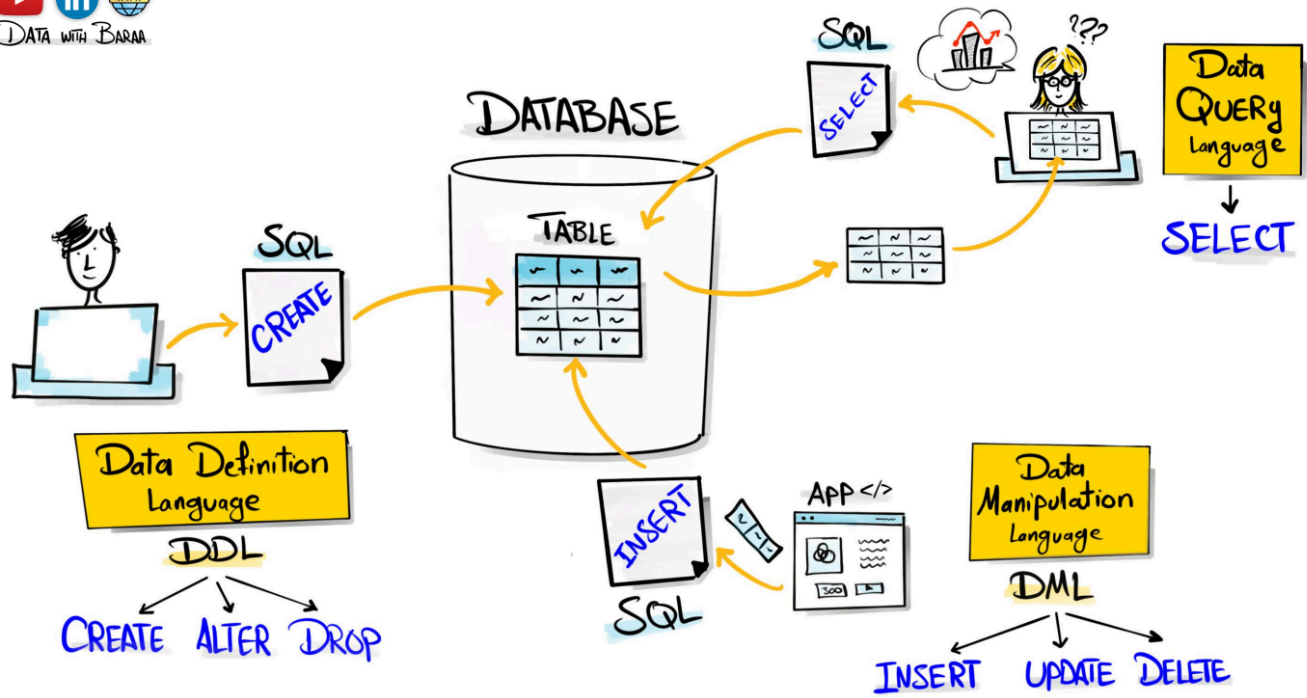 DATA WITH BARAA
SQL
CREATE
Data Definition
Language
DDL
CREATE ALTER DROP
DATABASE
TABLE
SQL
SELECT
???
Data
QUERy
Language
SELECT
INSERT
SQL
APP </>
300
Data
Manipulation
Language
DML
INSERT UPDATE DELETE